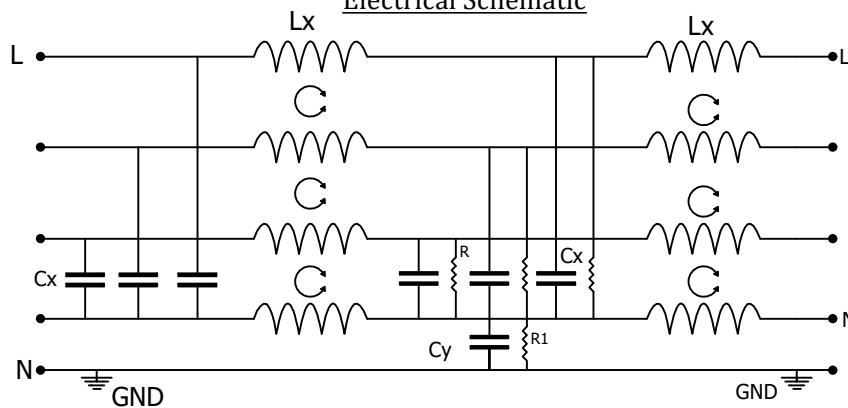 Electrical Schematic
Lx
Lx
L
L
R
Cx
Cx
N
Cy
R1
N
GND
GND